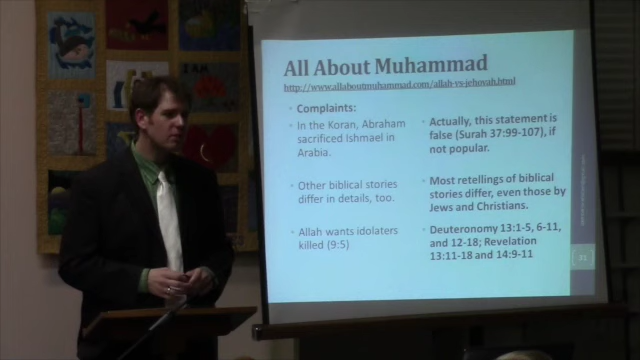 All About Muhammad
http://www.allaboutmuhammad.com/allah-vs-jehovah.html
• Complaints:
• In the Koran, Abraham
sacrificed Ishmael in
Arabia.
• Other biblical stories
differ in details, too.
• Allah wants idolaters
killed (9:5)
• Actually, this statement is
false (Surah 37:99-107), if
not popular.
• Most retellings of biblical
stories differ, even those by
Jews and Christians.
• Deuteronomy 13:1-5, 6-11,
and 12-18; Revelation
13:11-18 and 14:9-11
I AM